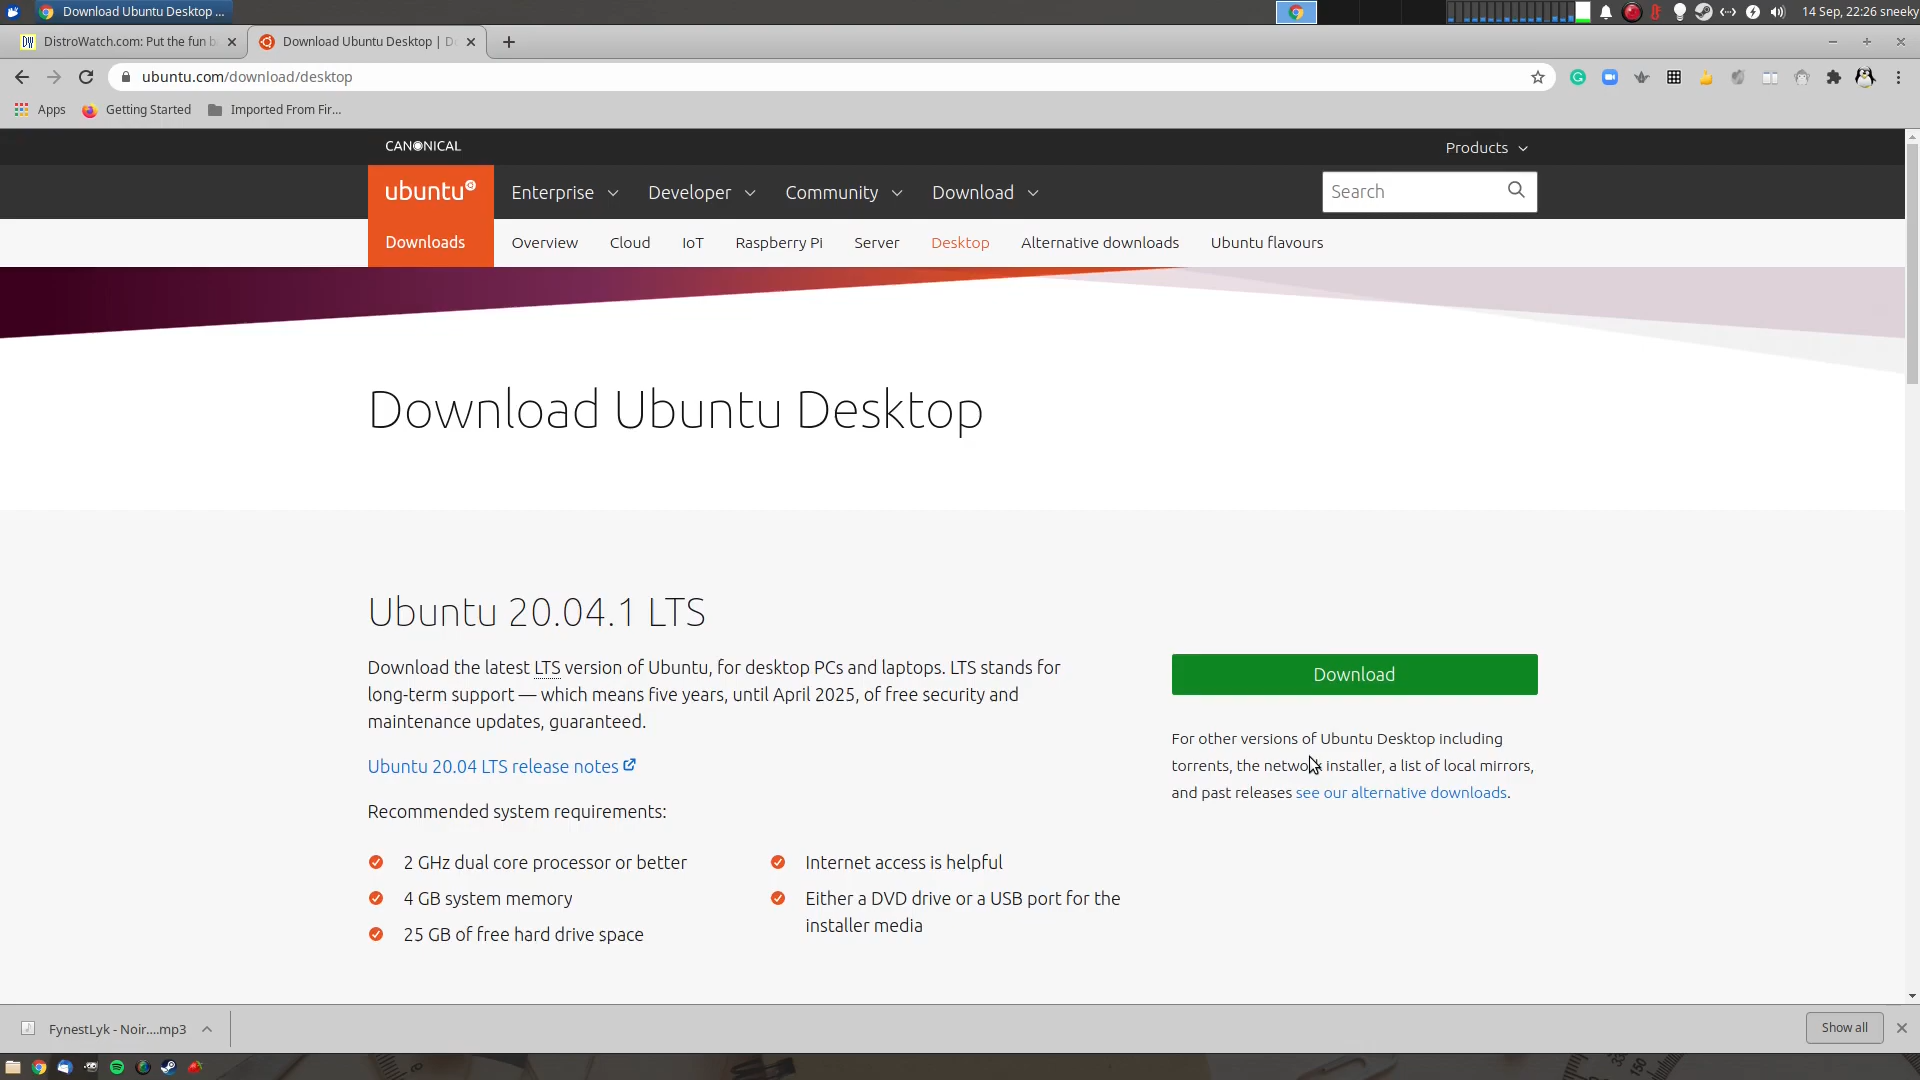 Download Ubuntu Desktop ...
14 Sep, 22:26 sneeky
DistroWatch.com: Put the fun b
Download Ubuntu Desktop | D
ubuntu.com/download/desktop
Apps
Getting Started
Imported From Fir...
CANONICAL
Products
ubuntu
Enterprise
Developer
Community
Download
Search
Downloads
Overview
Cloud
IoT
Raspberry Pi
Server
Desktop
Alternative downloads
Ubuntu flavours
Download Ubuntu Desktop
Ubuntu 20.04.1 LTS
Download the latest LTS version of Ubuntu, for desktop PCs and laptops. LTS stands for
long-term support — which means five years, until April 2025, of free security and
maintenance updates, guaranteed.
Ubuntu 20.04 LTS release notes
Recommended system requirements:
2 GHz dual core processor or better
4 GB system memory
25 GB of free hard drive space
Internet access is helpful
Either a DVD drive or a USB port for the
installer media
Download
For other versions of Ubuntu Desktop including
torrents, the network installer, a list of local mirrors,
and past releases see our alternative downloads.
FynestLyk - Noir....mp3
Show all